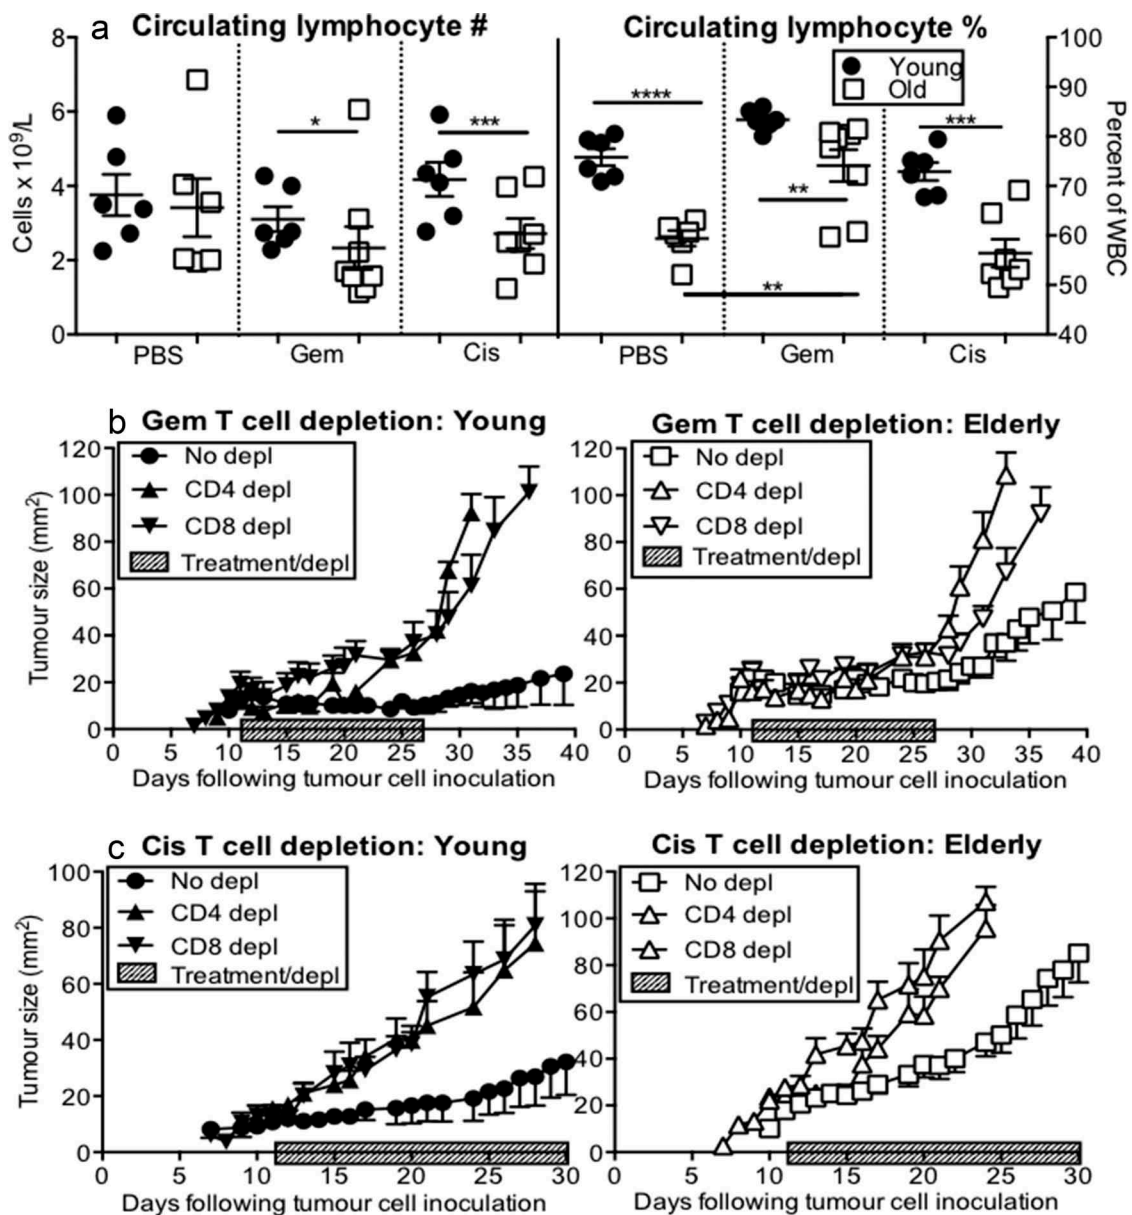 a
Circulating lymphocyte #
Circulating lymphocyte %
Cells x 10⁹/L
8
6
4
2
0
*
***
PBS
Gem
Cis
Young
Old
****
**
**
***
PBS
Gem
Cis
100
90
80
70
60
50
40
Percent of WBC
b
Gem T cell depletion: Young
Tumour size (mm²)
120
100
80
60
40
20
0
No depl
CD4 depl
CD8 depl
Treatment/depl
0 5 10 15 20 25 30 35 40
Days following tumour cell inoculation
Gem T cell depletion: Elderly
120
100
80
60
40
20
0
No depl
CD4 depl
CD8 depl
Treatment/depl
0 5 10 15 20 25 30 35 40
Days following tumour cell inoculation
c
Cis T cell depletion: Young
Tumour size (mm²)
100
80
60
40
20
0
No depl
CD4 depl
CD8 depl
Treatment/depl
0 5 10 15 20 25 30
Days following tumour cell inoculation
Cis T cell depletion: Elderly
120
100
80
60
40
20
0
No depl
CD4 depl
CD8 depl
Treatment/depl
0 5 10 15 20 25 30
Days following tumour cell inoculation